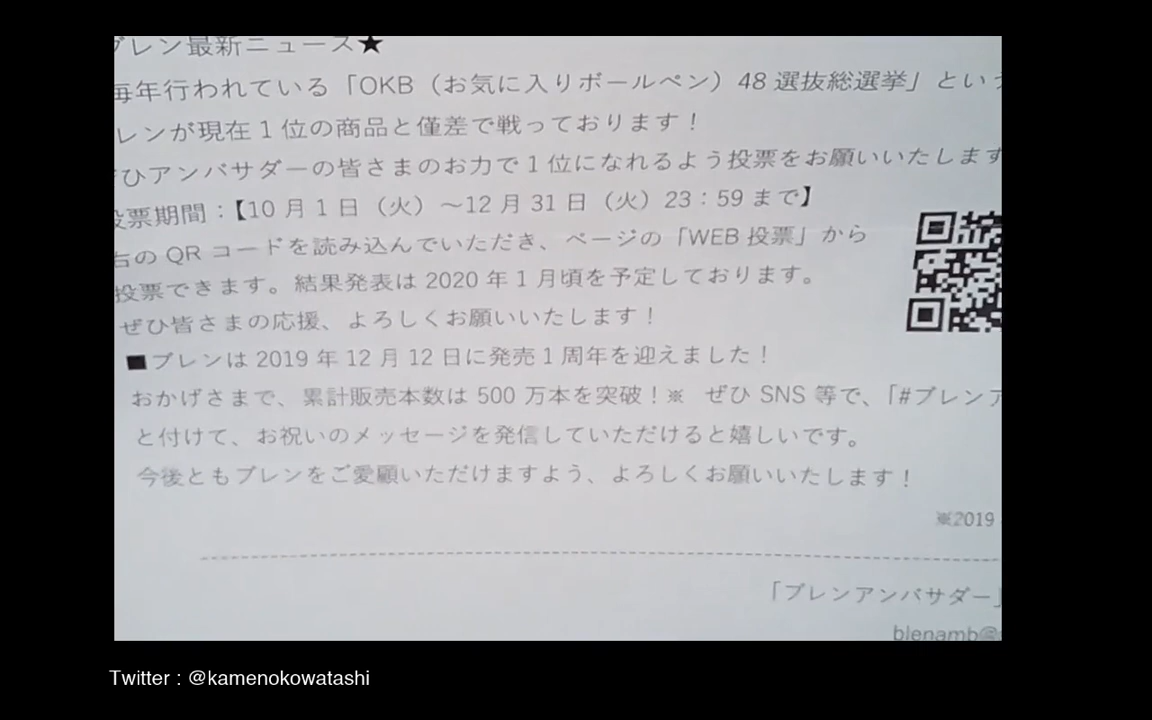 ブレン最新ニュース★
毎年行われている「OKB（お気に入りボールペン）48 選抜総選挙」という
レンが現在 1 位の商品と僅差で戦っております！
ひアンバサダーの皆さまのお力で 1 位になれるよう投票をお願いいたします
投票期間：【10 月 1 日（火）～12 月 31 日（火）23：59 まで】
右の QR コードを読み込んでいただき、ページの「WEB 投票」から
投票できます。結果発表は 2020 年 1 月頃を予定しております。
ぜひ皆さまの応援、よろしくお願いいたします！
■ブレンは 2019 年 12 月 12 日に発売 1 周年を迎えました！
おかげさまで、累計販売本数は 500 万本を突破！※ ぜひ SNS 等で、「#ブレンア
と付けて、お祝いのメッセージを発信していただけると嬉しいです。
今後ともブレンをご愛顧いただけますよう、よろしくお願いいたします！
※2019
「ブレンアンバサダー」
blenamb@
Twitter : @kamenokowatashi